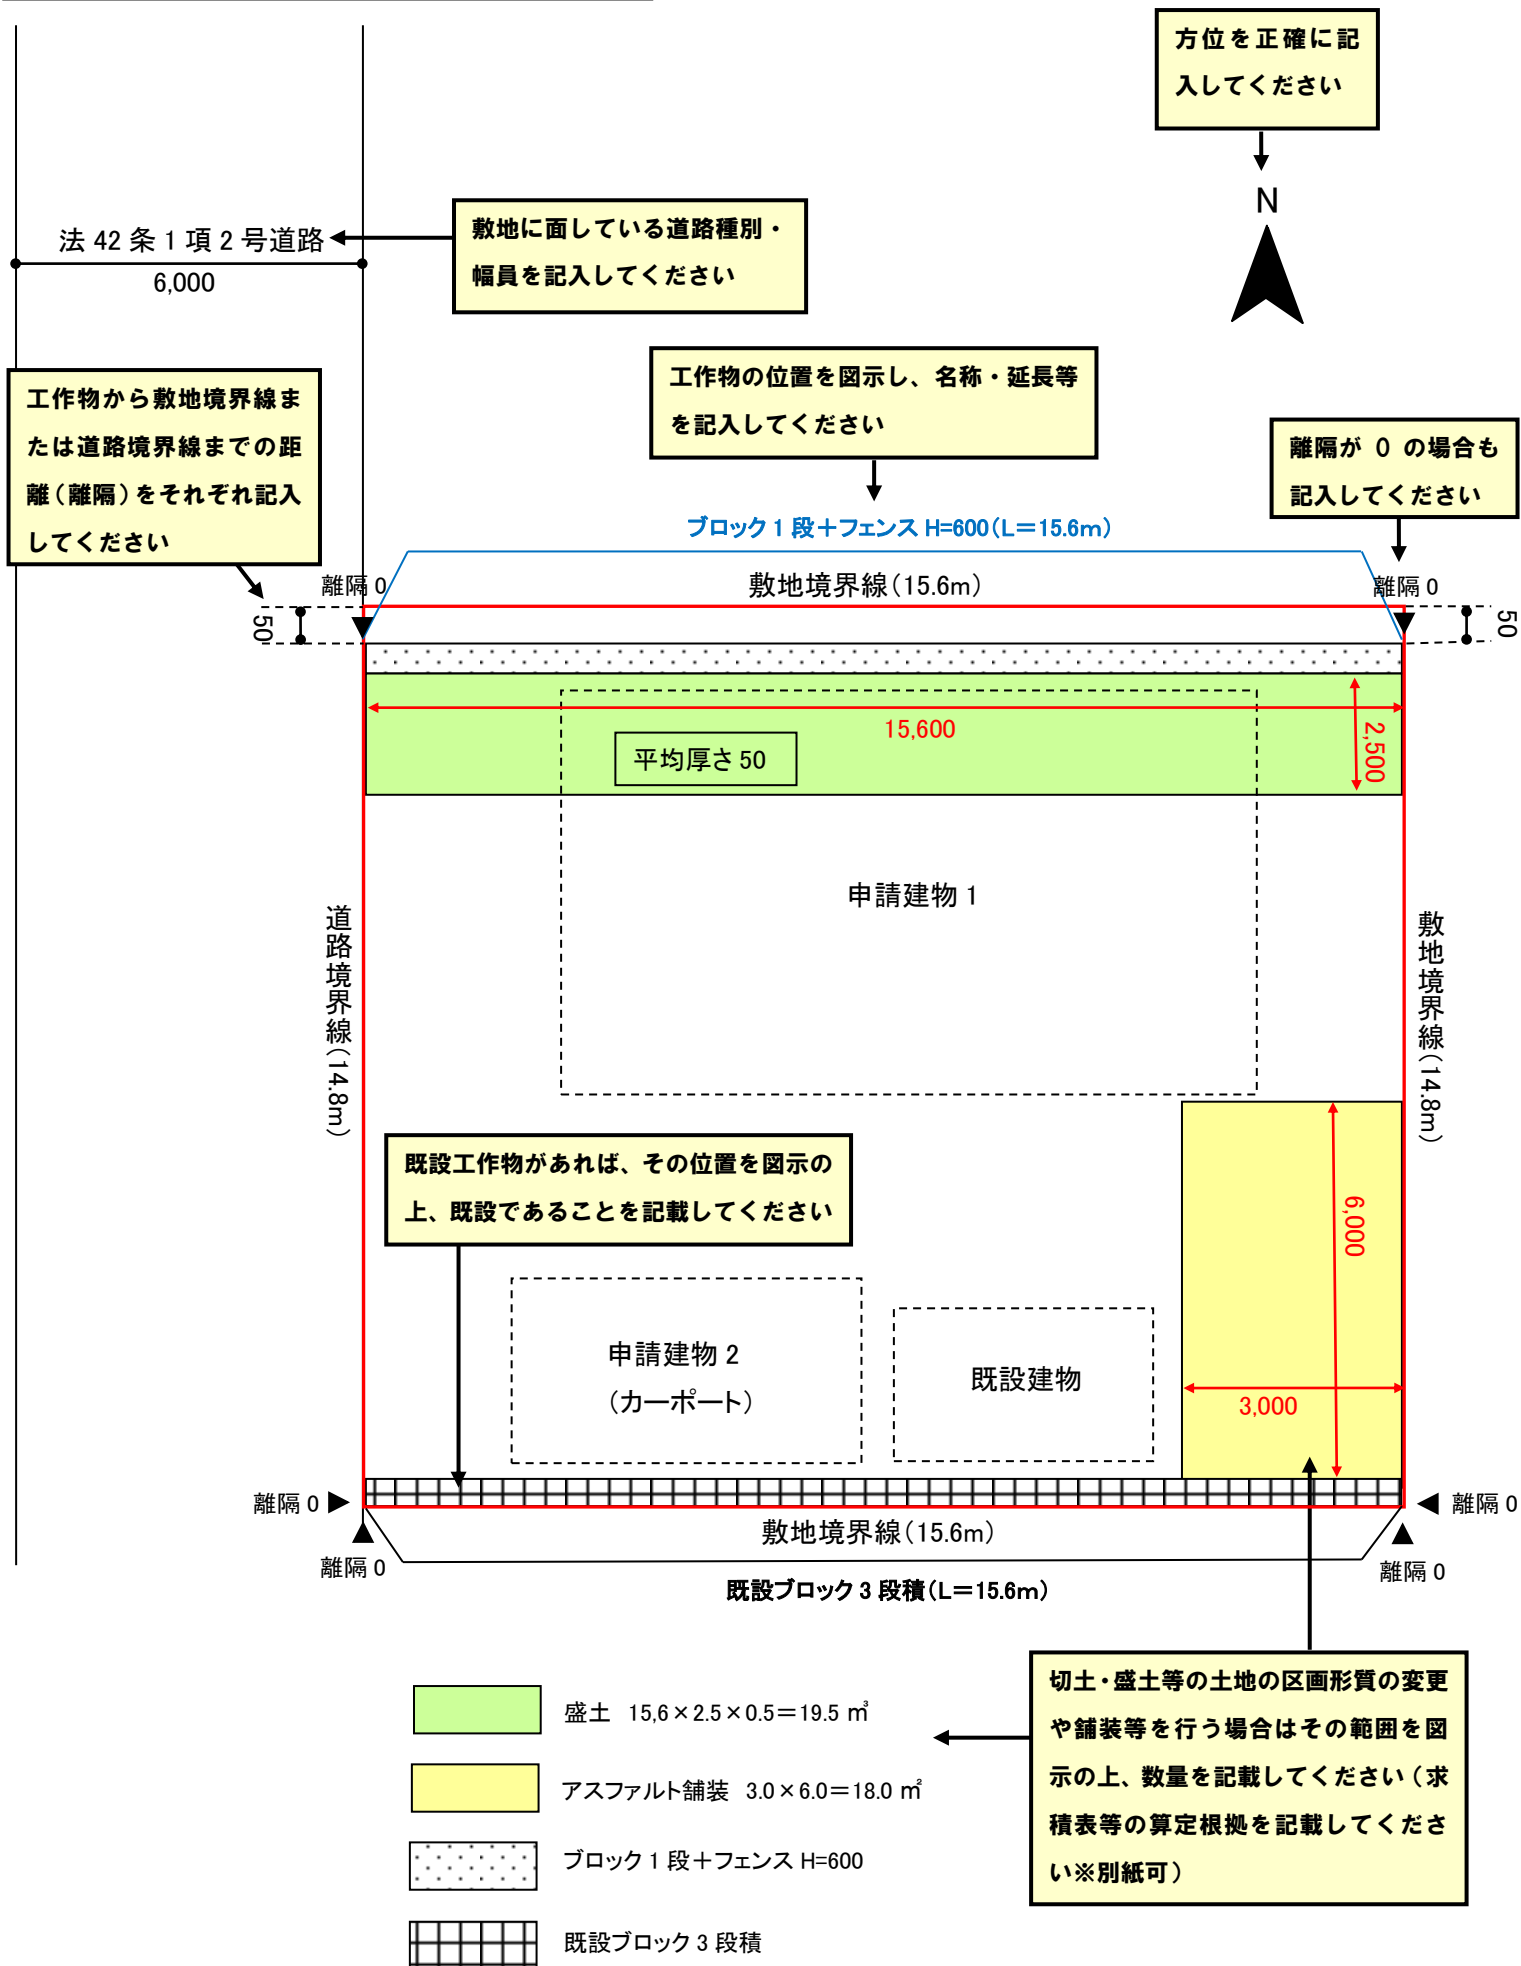 方位を正確に記
入してください
N
法 42 条 1 項 2 号道路
6,000
敷地に面している道路種別・
幅員を記入してください
工作物から敷地境界線ま
たは道路境界線までの距
離（離隔）をそれぞれ記入
してください
工作物の位置を図示し、名称・延長等
を記入してください
離隔が 0 の場合も
記入してください
ブロック 1 段＋フェンス H=600（L＝15.6m）
離隔 0
敷地境界線（15.6m）
離隔 0
50
50
15,600
2,500
平均厚さ 50
申請建物 1
道路境界線（14.8m）
敷地境界線（14.8m）
既設工作物があれば、その位置を図示の
上、既設であることを記載してください
6,000
申請建物 2
（カーポート）
既設建物
3,000
離隔 0
離隔 0
敷地境界線（15.6m）
離隔 0
離隔 0
既設ブロック 3 段積（L＝15.6m）
盛土 15,6×2.5×0.5＝19.5 ㎥
アスファルト舗装 3.0×6.0＝18.0 ㎡
ブロック 1 段＋フェンス H=600
既設ブロック 3 段積
切土・盛土等の土地の区画形質の変更
や舗装等を行う場合はその範囲を図
示の上、数量を記載してください（求
積表等の算定根拠を記載してくださ
い※別紙可）